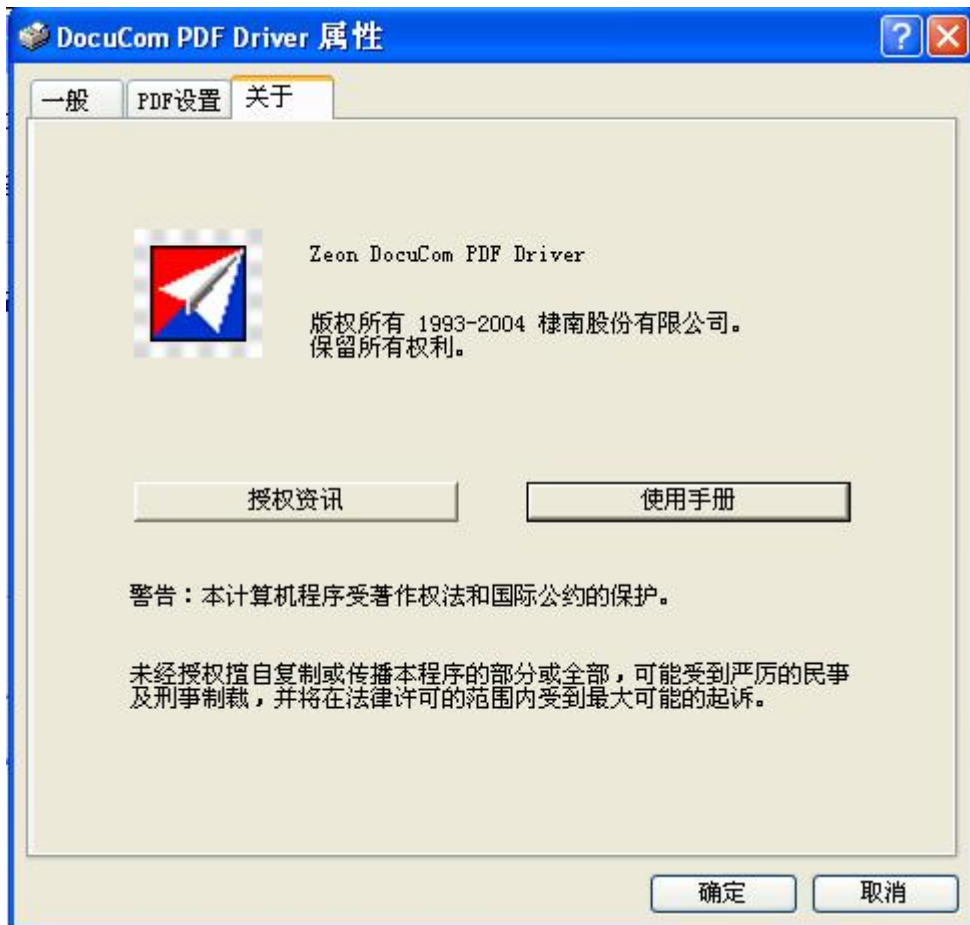 DocuCom PDF Driver 属性
一般
PDF设置
关于
Zeon DocuCom PDF Driver
版权所有 1993-2004 棣南股份有限公司。
保留所有权利。
授权资讯
使用手册
警告：本计算机程序受著作权法和国际公约的保护。
未经授权擅自复制或传播本程序的部分或全部，可能受到严厉的民事
及刑事制裁，并将在法律许可的范围内受到最大可能的起诉。
确定
取消